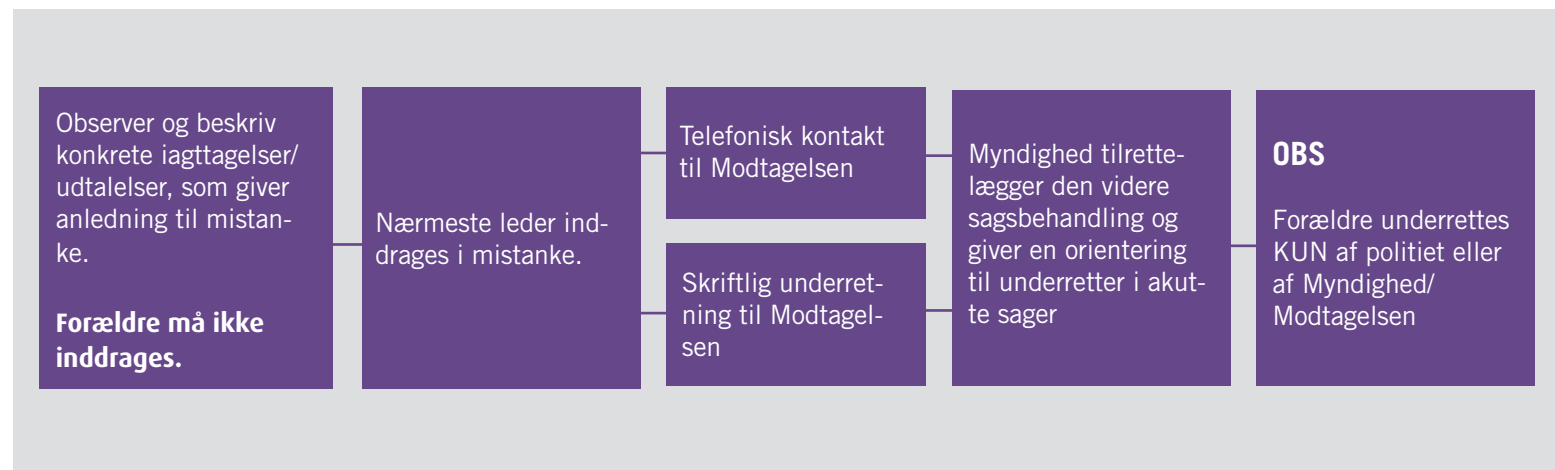 Observer og beskriv
konkrete iagttagelser/
udtalelser, som giver
anledning til mistan-
ke.
Forældre må ikke
inddrages.
Nærmeste leder ind-
drages i mistanke.
Telefonisk kontakt
til Modtagelsen
Skriftlig underret-
ning til Modtagel-
sen
Myndighed tilrette-
lægger den videre
sagsbehandling og
giver en orientering
til underretter i akut-
te sager
OBS
Forældre underrettes
KUN af politiet eller
af Myndighed/
Modtagelsen